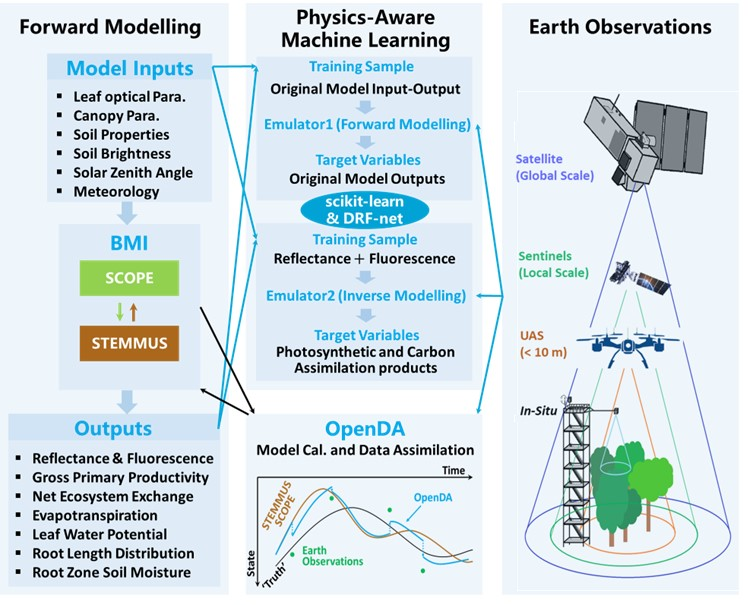 Forward Modelling
Model Inputs
▪ Leaf optical Para.
▪ Canopy Para.
▪ Soil Properties
▪ Soil Brightness
▪ Solar Zenith Angle
▪ Meteorology
BMI
SCOPE
STEMMUS
Outputs
▪ Reflectance & Fluorescence
▪ Gross Primary Productivity
▪ Net Ecosystem Exchange
▪ Evapotranspiration
▪ Leaf Water Potential
▪ Root Length Distribution
▪ Root Zone Soil Moisture
Physics-Aware
Machine Learning
Training Sample
Original Model Input-Output
Emulator1 (Forward Modelling)
Target Variables
Original Model Outputs
scikit-learn
& DRF-net
Training Sample
Reflectance + Fluorescence
Emulator2 (Inverse Modelling)
Target Variables
Photosynthetic and Carbon
Assimilation products
OpenDA
Model Cal. and Data Assimilation
Time
STEMMUS
SCOPE
OpenDA
Earth
Observations
State
'Truth'
Earth Observations
Satellite
(Global Scale)
Sentinels
(Local Scale)
UAS
(< 10 m)
In-Situ